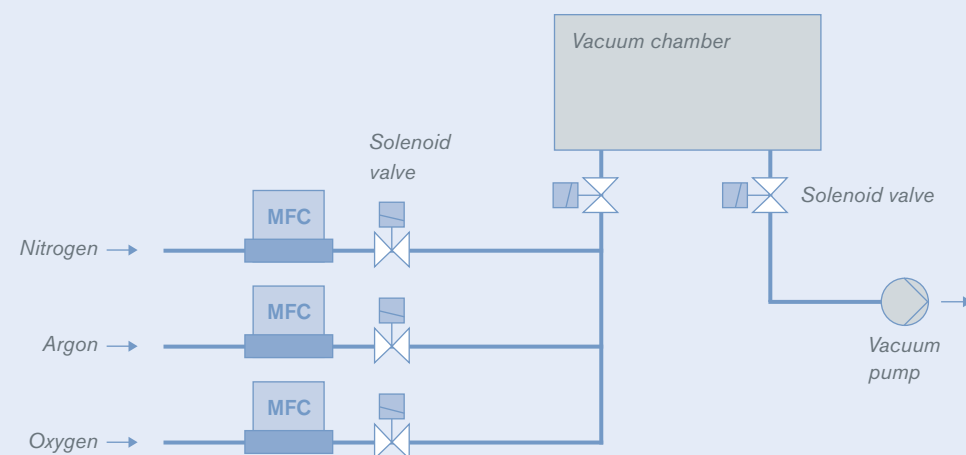 Vacuum chamber
Solenoid
valve
MFC
Solenoid valve
Nitrogen
MFC
Argon
Vacuum
pump
MFC
Oxygen